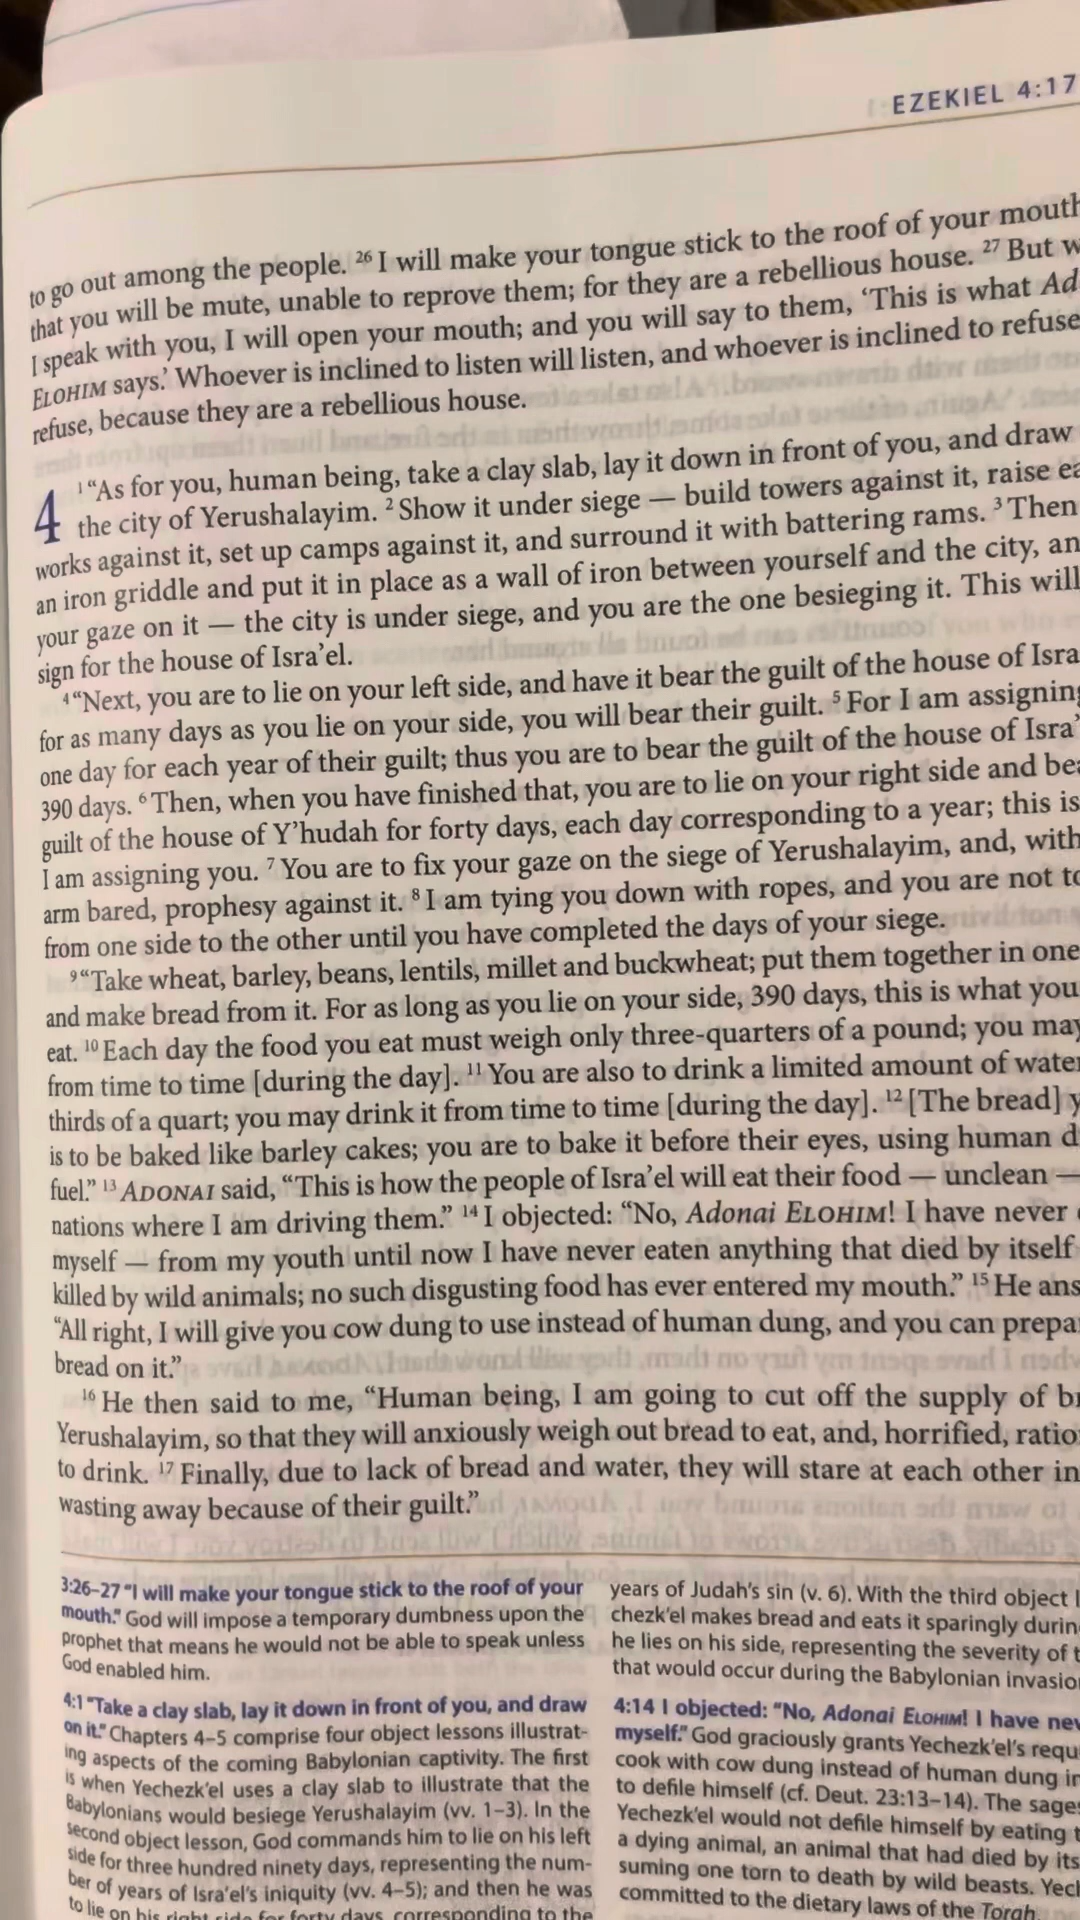 EZEKIEL 4:17
to go out among the people. 26 I will make your tongue stick to the roof of your mouth
that you will be mute, unable to reprove them; for they are a rebellious house. 27 But w
I speak with you, I will open your mouth; and you will say to them, ‘This is what Ad
ELOHIM says.’ Whoever is inclined to listen will listen, and whoever is inclined to refuse
refuse, because they are a rebellious house.
4 1 “As for you, human being, take a clay slab, lay it down in front of you, and draw
the city of Yerushalayim. 2 Show it under siege — build towers against it, raise ea
works against it, set up camps against it, and surround it with battering rams. 3 Then
an iron griddle and put it in place as a wall of iron between yourself and the city, an
your gaze on it — the city is under siege, and you are the one besieging it. This will
sign for the house of Isra’el.
4 “Next, you are to lie on your left side, and have it bear the guilt of the house of Isra
for as many days as you lie on your side, you will bear their guilt. 5 For I am assigning
one day for each year of their guilt; thus you are to bear the guilt of the house of Isra’
390 days. 6 Then, when you have finished that, you are to lie on your right side and bea
guilt of the house of Y’hudah for forty days, each day corresponding to a year; this is
I am assigning you. 7 You are to fix your gaze on the siege of Yerushalayim, and, with
arm bared, prophesy against it. 8 I am tying you down with ropes, and you are not to
from one side to the other until you have completed the days of your siege.
9 “Take wheat, barley, beans, lentils, millet and buckwheat; put them together in one
and make bread from it. For as long as you lie on your side, 390 days, this is what you
eat. 10 Each day the food you eat must weigh only three-quarters of a pound; you may
from time to time [during the day]. 11 You are also to drink a limited amount of water
thirds of a quart; you may drink it from time to time [during the day]. 12 [The bread] y
is to be baked like barley cakes; you are to bake it before their eyes, using human d
fuel.” 13 ADONAI said, “This is how the people of Isra’el will eat their food — unclean —
nations where I am driving them.” 14 I objected: “No, Adonai ELOHIM! I have never
myself — from my youth until now I have never eaten anything that died by itself
killed by wild animals; no such disgusting food has ever entered my mouth.” 15 He ans
“All right, I will give you cow dung to use instead of human dung, and you can prepa
bread on it.”
16 He then said to me, “Human being, I am going to cut off the supply of br
Yerushalayim, so that they will anxiously weigh out bread to eat, and, horrified, ratio
to drink. 17 Finally, due to lack of bread and water, they will stare at each other in
wasting away because of their guilt.”
3:26–27 “I will make your tongue stick to the roof of your
mouth.” God will impose a temporary dumbness upon the
prophet that means he would not be able to speak unless
God enabled him.
4:1 “Take a clay slab, lay it down in front of you, and draw
on it.” Chapters 4–5 comprise four object lessons illustrat-
ing aspects of the coming Babylonian captivity. The first
is when Yechezk’el uses a clay slab to illustrate that the
Babylonians would besiege Yerushalayim (vv. 1–3). In the
second object lesson, God commands him to lie on his left
side for three hundred ninety days, representing the num-
ber of years of Isra’el’s iniquity (vv. 4–5); and then he was
to lie on his right side for forty days, corresponding to the
years of Judah’s sin (v. 6). With the third object l
chezk’el makes bread and eats it sparingly durin
he lies on his side, representing the severity of t
that would occur during the Babylonian invasio
4:14 I objected: “No, Adonai ELOHIM! I have nev
myself.” God graciously grants Yechezk’el’s requ
cook with cow dung instead of human dung in
to defile himself (cf. Deut. 23:13–14). The sages
Yechezk’el would not defile himself by eating t
a dying animal, an animal that had died by its
suming one torn to death by wild beasts. Yech
committed to the dietary laws of the Torah